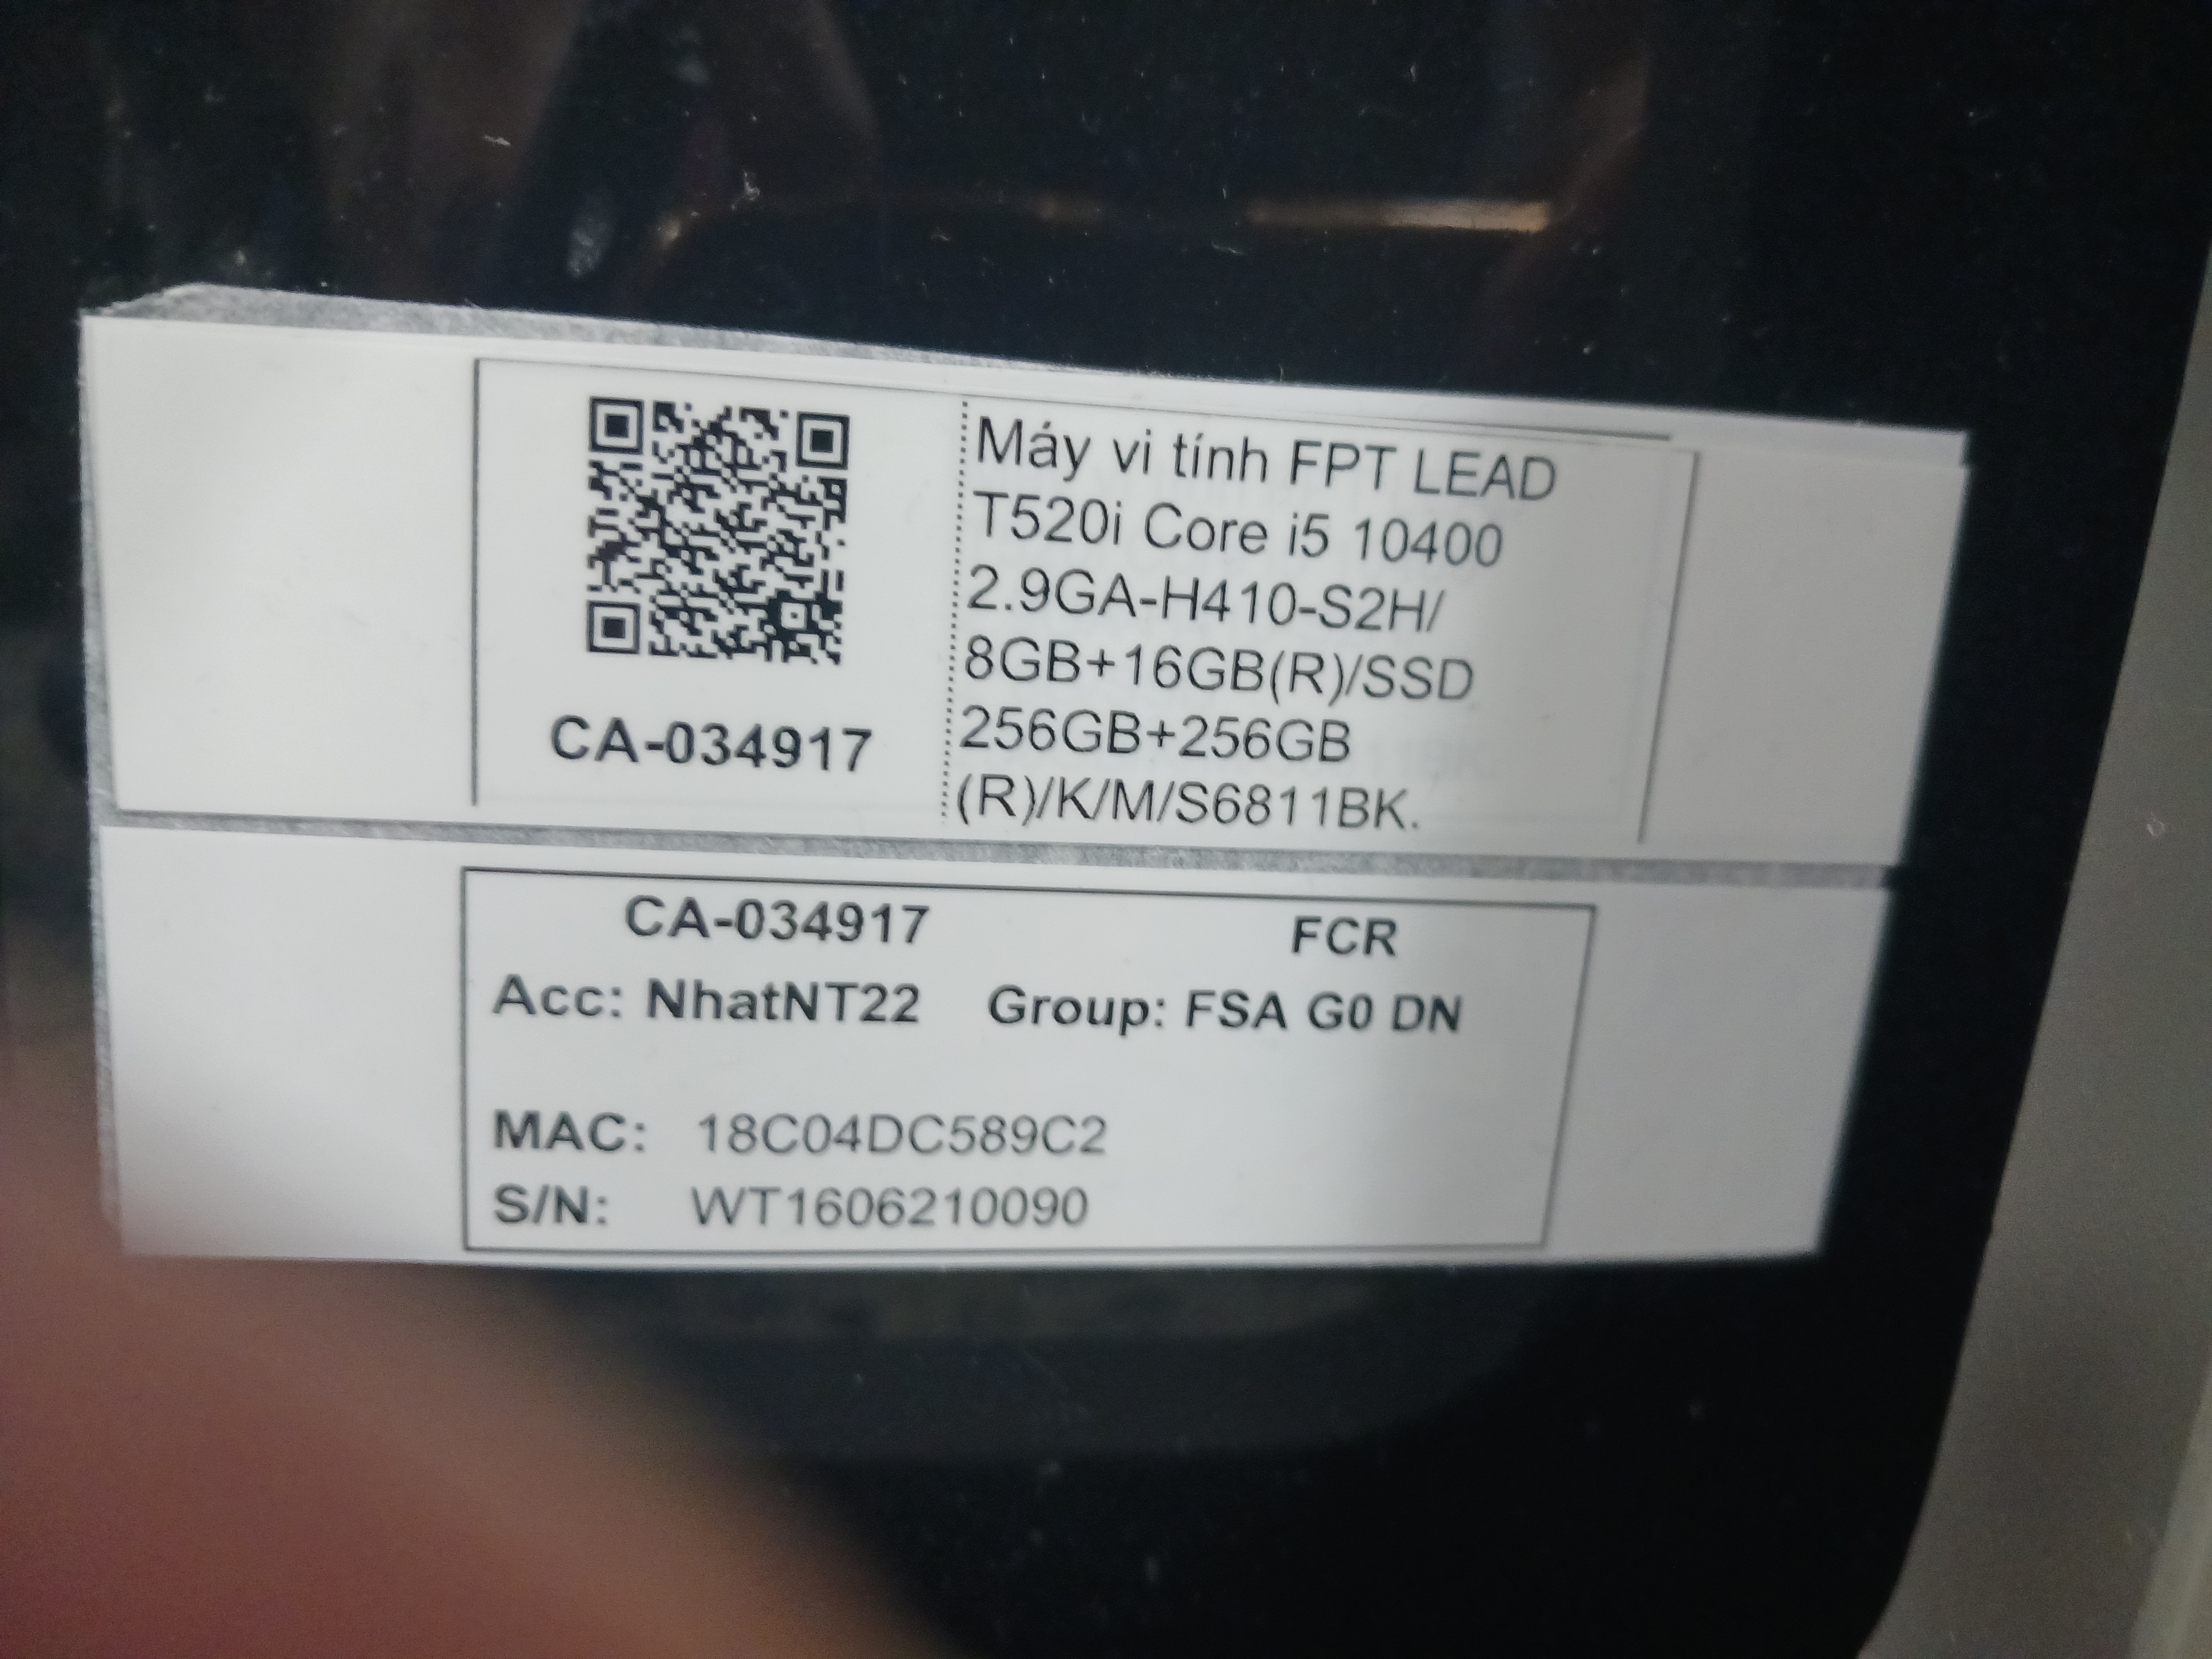 Máy vi tính FPT LEAD
T520i Core i5 10400
2.9GA-H410-S2H/
8GB+16GB(R)/SSD
256GB+256GB
(R)/K/M/S6811BK.
CA-034917
CA-034917 FCR
Acc: NhatNT22 Group: FSA G0 DN
MAC: 18C04DC589C2
S/N: WT1606210090